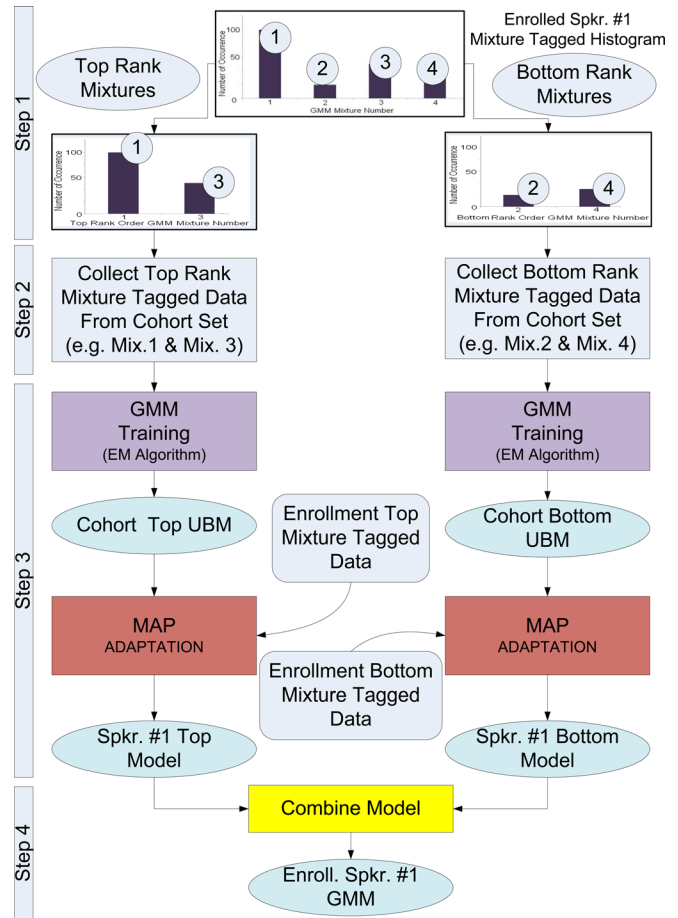 Enrolled Spkr. #1
Mixture Tagged Histogram
Step 1
Top Rank
Mixtures
Number of Occurrence
100
50
0
1
2
3
4
1
2
3
4
GMM Mixture Number
Bottom Rank
Mixtures
Number of Occurrence
100
50
0
1
3
1
3
Top Rank Order GMM Mixture Number
Number of Occurrence
100
50
0
2
4
2
4
Bottom Rank Order GMM Mixture Number
Step 2
Collect Top Rank
Mixture Tagged Data
From Cohort Set
(e.g. Mix.1 & Mix. 3)
Collect Bottom Rank
Mixture Tagged Data
From Cohort Set
(e.g. Mix.2 & Mix. 4)
Step 3
GMM
Training
(EM Algorithm)
GMM
Training
(EM Algorithm)
Cohort Top UBM
Enrollment Top
Mixture Tagged
Data
Cohort Bottom
UBM
MAP
ADAPTATION
MAP
ADAPTATION
Enrollment Bottom
Mixture Tagged
Data
Spkr. #1 Top
Model
Spkr. #1 Bottom
Model
Step 4
Combine Model
Enroll. Spkr. #1
GMM